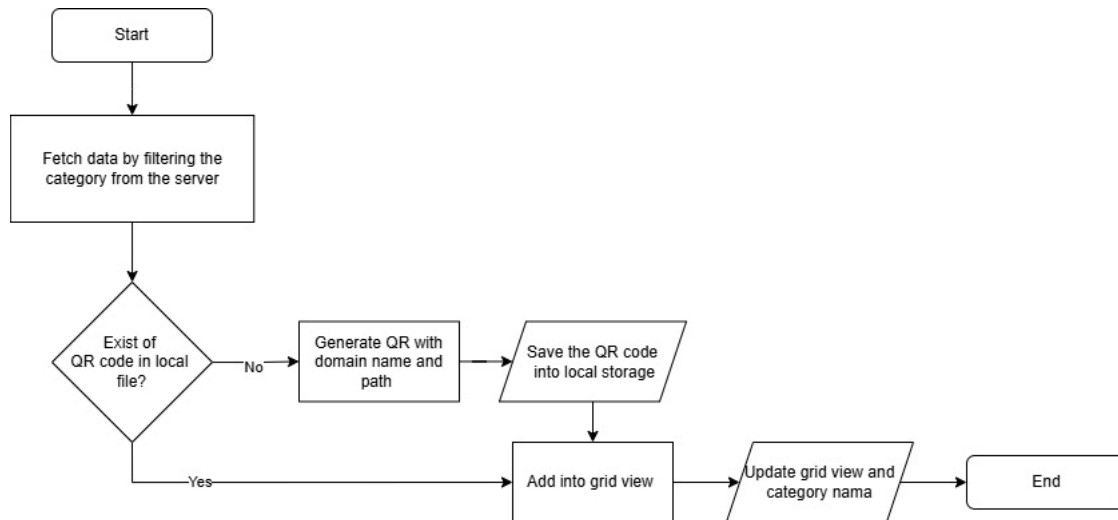 Start
Fetch data by filtering the
category from the server
Exist of
QR code in local
file?
No
Generate QR with
domain name and
path
Save the QR code
into local storage
Yes
Add into grid view
Update grid view and
category nama
End